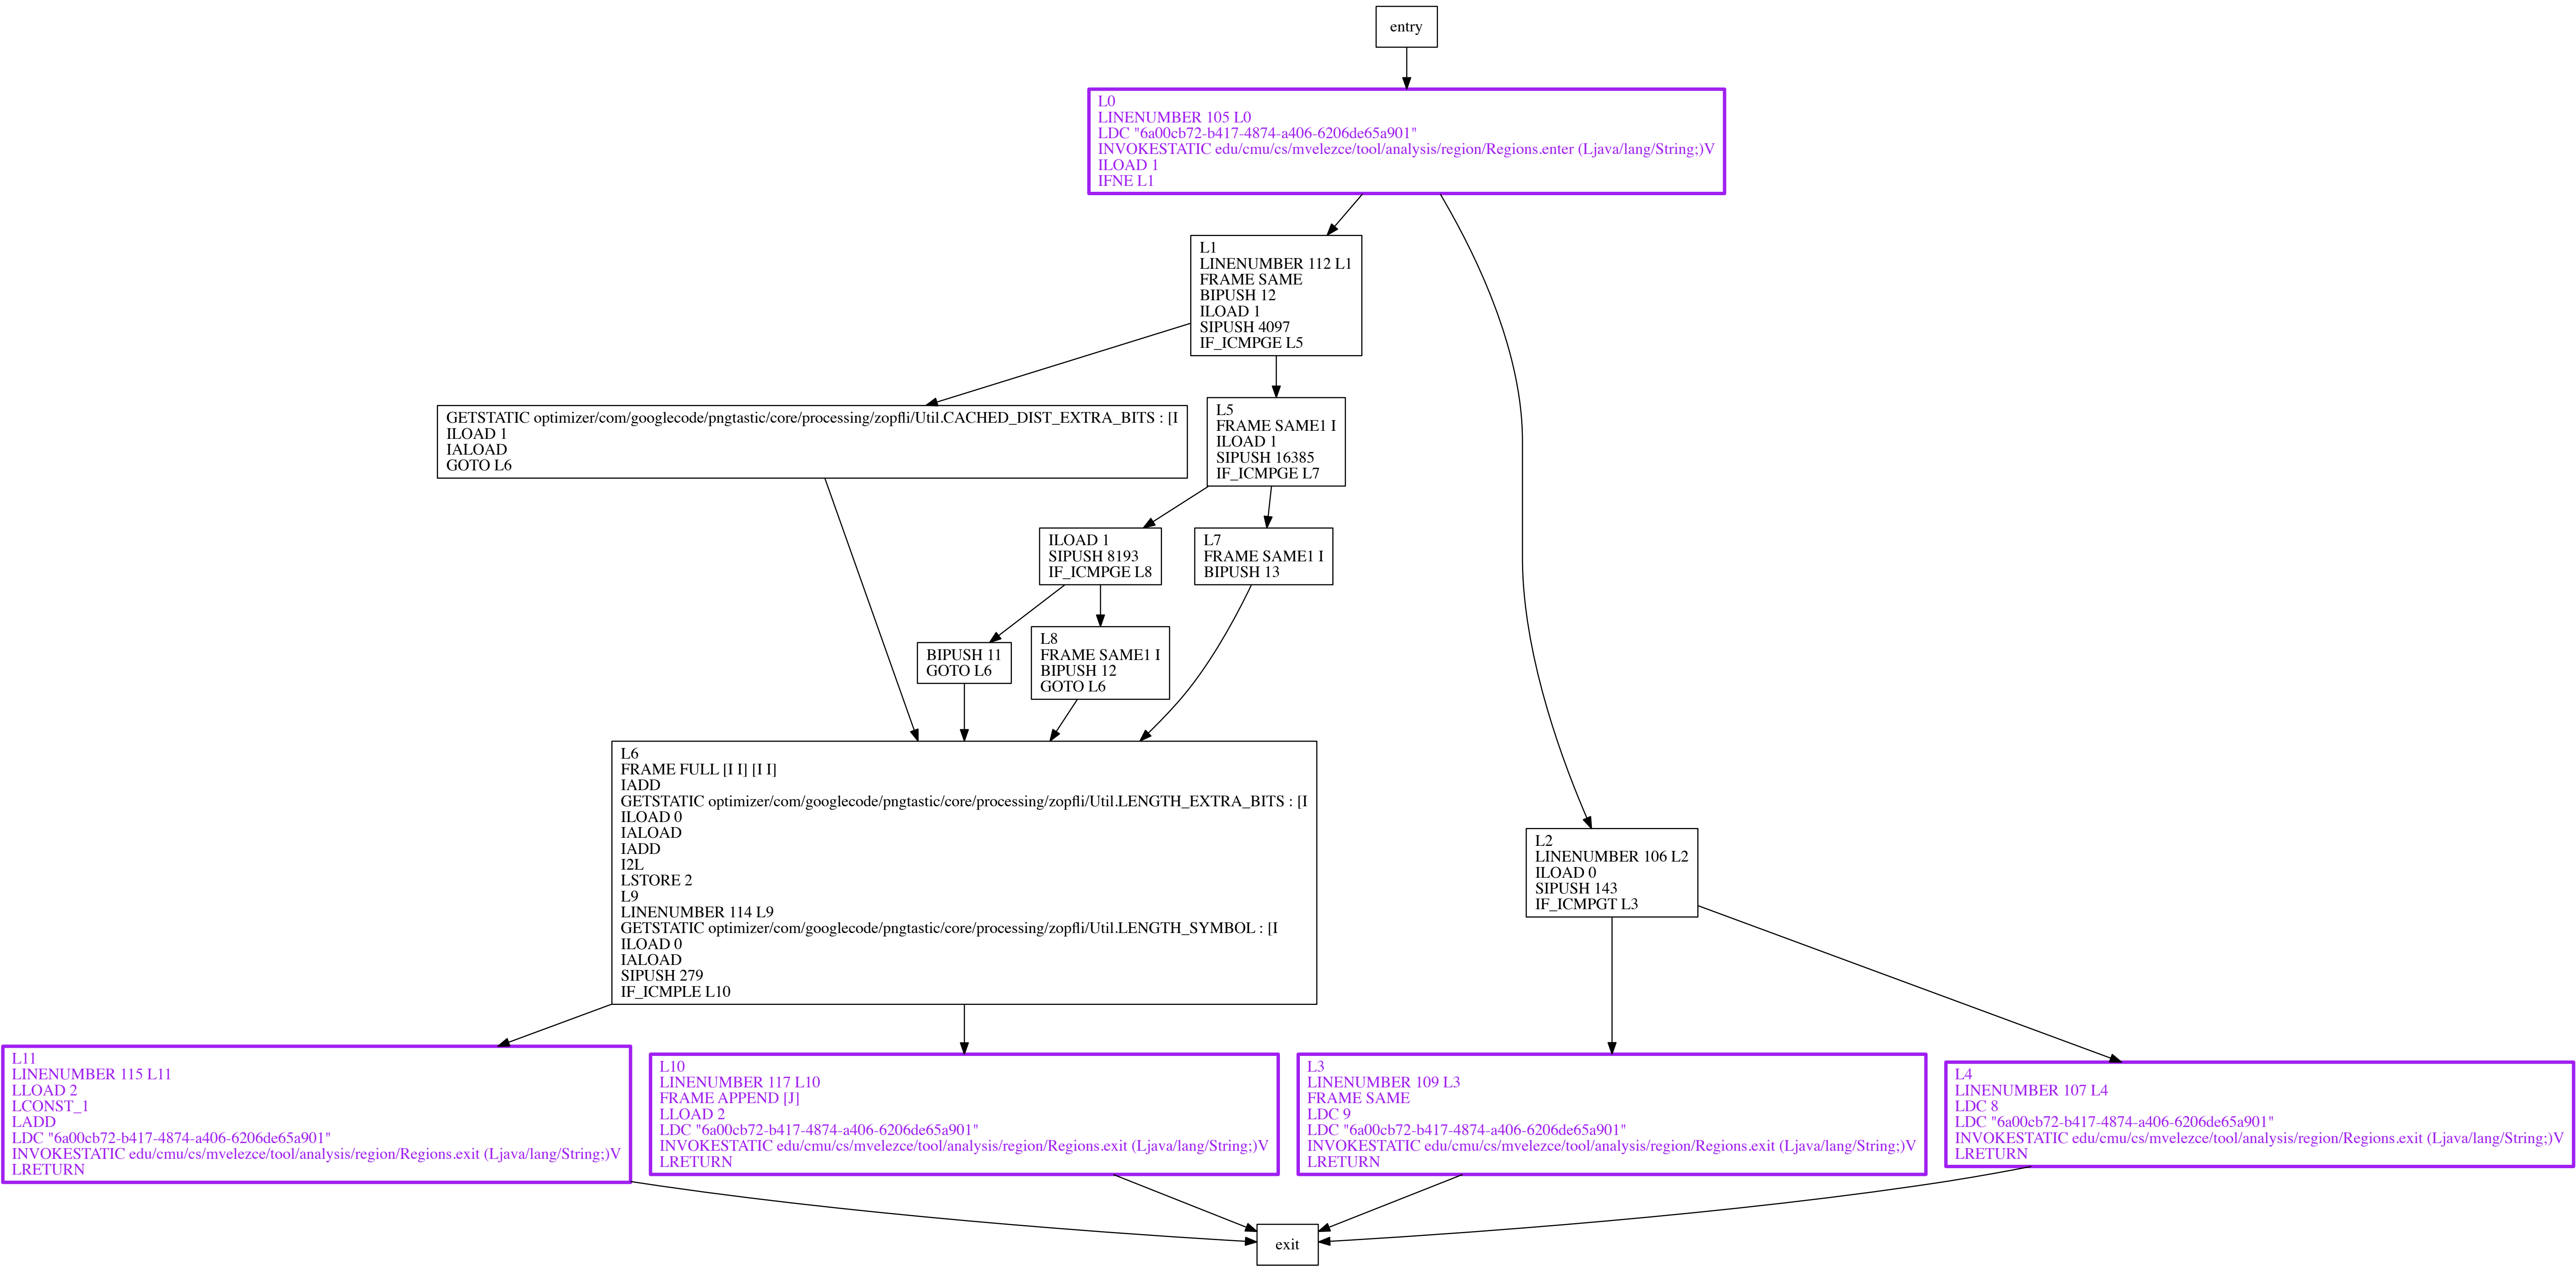 entry
L0
LINENUMBER 105 L0
LDC "6a00cb72-b417-4874-a406-6206de65a901"
INVOKESTATIC edu/cmu/cs/mvelezce/tool/analysis/region/Regions.enter (Ljava/lang/String;)V
ILOAD 1
IFNE L1
L1
LINENUMBER 112 L1
FRAME SAME
BIPUSH 12
ILOAD 1
SIPUSH 4097
IF_ICMPGE L5
GETSTATIC optimizer/com/googlecode/pngtastic/core/processing/zopfli/Util.CACHED_DIST_EXTRA_BITS : [I
ILOAD 1
IALOAD
GOTO L6
L5
FRAME SAME1 I
ILOAD 1
SIPUSH 16385
IF_ICMPGE L7
ILOAD 1
SIPUSH 8193
IF_ICMPGE L8
L7
FRAME SAME1 I
BIPUSH 13
BIPUSH 11
GOTO L6
L8
FRAME SAME1 I
BIPUSH 12
GOTO L6
L6
FRAME FULL [I I] [I I]
IADD
GETSTATIC optimizer/com/googlecode/pngtastic/core/processing/zopfli/Util.LENGTH_EXTRA_BITS : [I
ILOAD 0
IALOAD
IADD
I2L
LSTORE 2
L9
LINENUMBER 114 L9
GETSTATIC optimizer/com/googlecode/pngtastic/core/processing/zopfli/Util.LENGTH_SYMBOL : [I
ILOAD 0
IALOAD
SIPUSH 279
IF_ICMPLE L10
L2
LINENUMBER 106 L2
ILOAD 0
SIPUSH 143
IF_ICMPGT L3
L11
LINENUMBER 115 L11
LLOAD 2
LCONST_1
LADD
LDC "6a00cb72-b417-4874-a406-6206de65a901"
INVOKESTATIC edu/cmu/cs/mvelezce/tool/analysis/region/Regions.exit (Ljava/lang/String;)V
LRETURN
L10
LINENUMBER 117 L10
FRAME APPEND [J]
LLOAD 2
LDC "6a00cb72-b417-4874-a406-6206de65a901"
INVOKESTATIC edu/cmu/cs/mvelezce/tool/analysis/region/Regions.exit (Ljava/lang/String;)V
LRETURN
L3
LINENUMBER 109 L3
FRAME SAME
LDC 9
LDC "6a00cb72-b417-4874-a406-6206de65a901"
INVOKESTATIC edu/cmu/cs/mvelezce/tool/analysis/region/Regions.exit (Ljava/lang/String;)V
LRETURN
L4
LINENUMBER 107 L4
LDC 8
LDC "6a00cb72-b417-4874-a406-6206de65a901"
INVOKESTATIC edu/cmu/cs/mvelezce/tool/analysis/region/Regions.exit (Ljava/lang/String;)V
LRETURN
exit